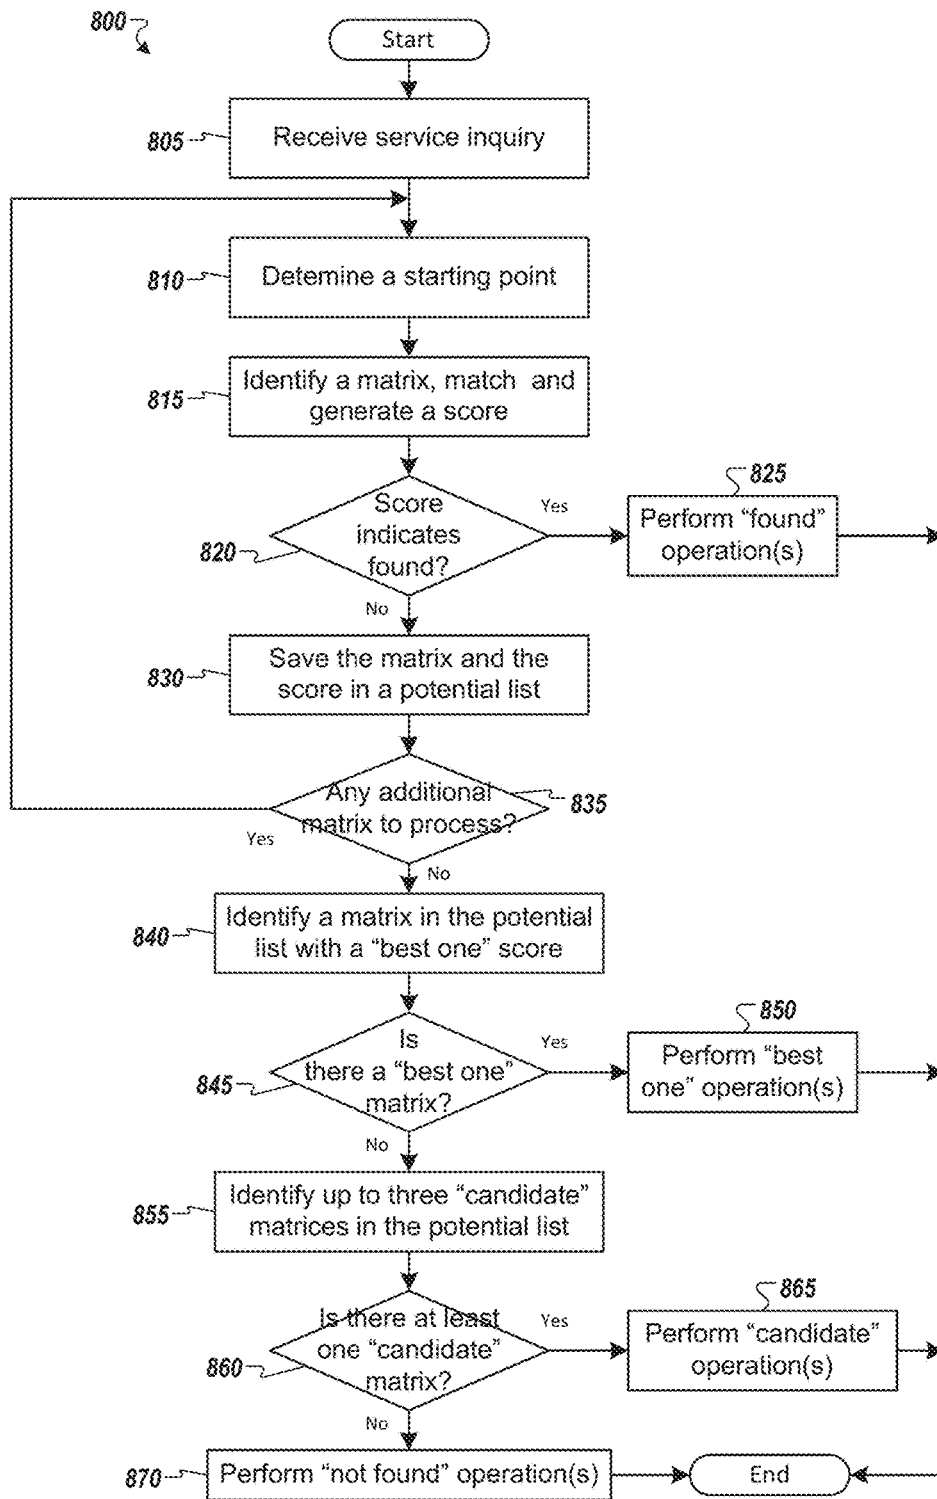 800
Start
805
Receive service inquiry
810
Detemine a starting point
815
Identify a matrix, match and
generate a score
820
Score
indicates
found?
Yes
825
Perform “found”
operation(s)
No
830
Save the matrix and the
score in a potential list
Any additional
matrix to process?
835
Yes
No
840
Identify a matrix in the potential
list with a “best one” score
845
Is
there a “best one”
matrix?
Yes
850
Perform “best
one” operation(s)
No
855
Identify up to three “candidate”
matrices in the potential list
860
Is there at least
one “candidate”
matrix?
Yes
865
Perform “candidate”
operation(s)
No
870
Perform “not found” operation(s)
End